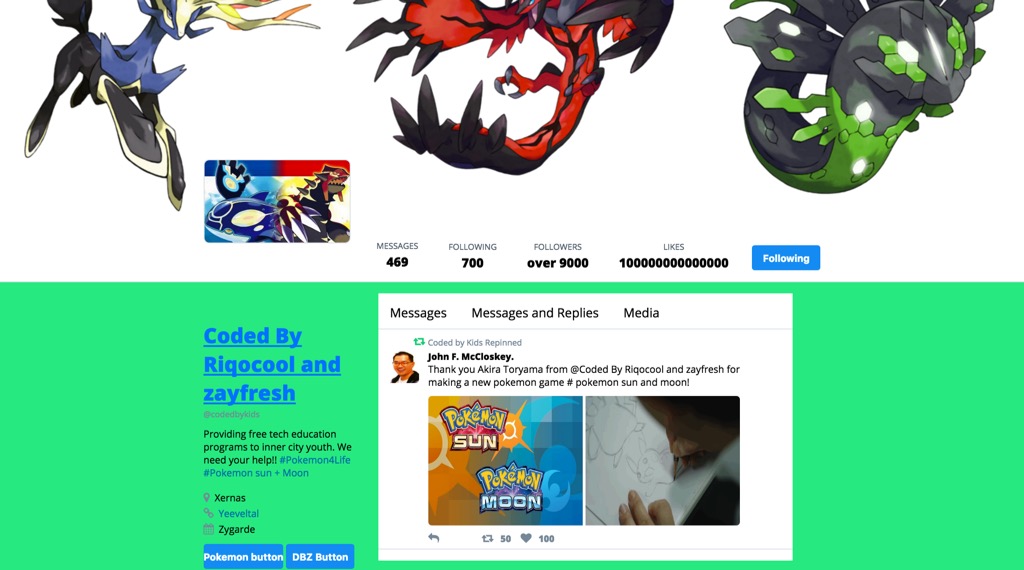 MESSAGES
469
FOLLOWING
700
FOLLOWERS
over 9000
LIKES
100000000000000
Following
Coded By
Riqocool and
zayfresh
@codedbykids
Providing free tech education
programs to inner city youth. We
need your help!! #Pokemon4Life
#Pokemon sun + Moon
Xernas
Yeeveltal
Zygarde
Pokemon button
DBZ Button
Messages
Messages and Replies
Media
Coded by Kids Repinned
John F. McCloskey.
Thank you Akira Toryama from @Coded By Riqocool and zayfresh for
making a new pokemon game # pokemon sun and moon!
POKéMON
SUN
POKéMON
MOON
50
100